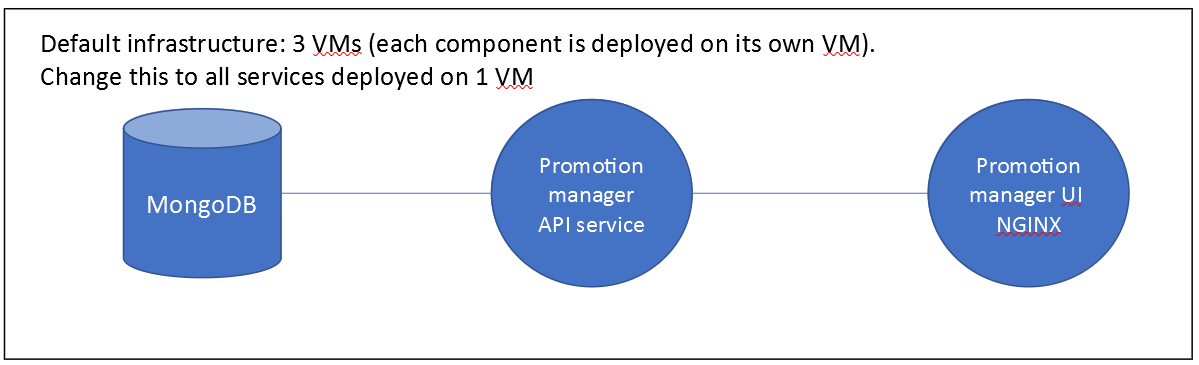 Default infrastructure: 3 VMs (each component is deployed on its own VM).
Change this to all services deployed on 1 VM
MongoDB
Promotion
manager
API service
Promotion
manager UI
NGINX